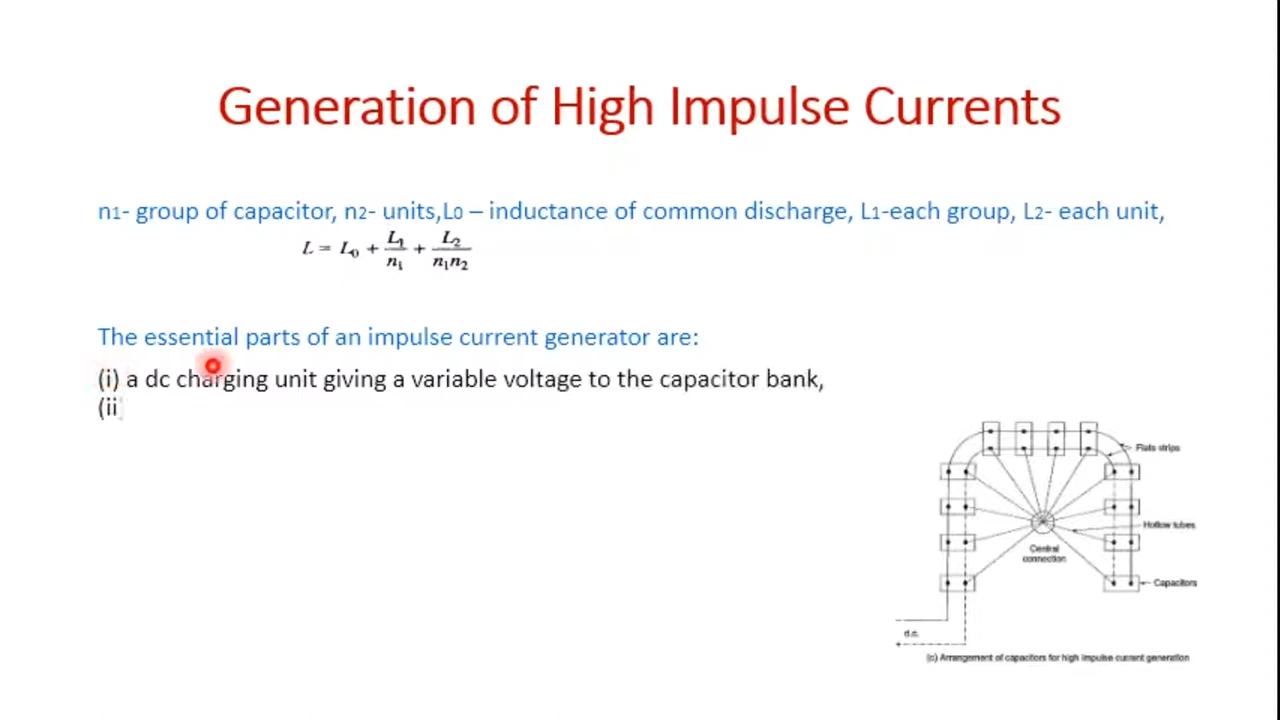 Generation of High Impulse Currents
n1- group of capacitor, n2- units,L0 – inductance of common discharge, L1-each group, L2- each unit,
L = L0 + L1/n1 + L2/n1n2
The essential parts of an impulse current generator are:
(i) a dc charging unit giving a variable voltage to the capacitor bank,
(ii
Flats strips
Hollow tubes
Central
connection
Capacitors
d.c.
(c) Arrangement of capacitors for high impulse current generation